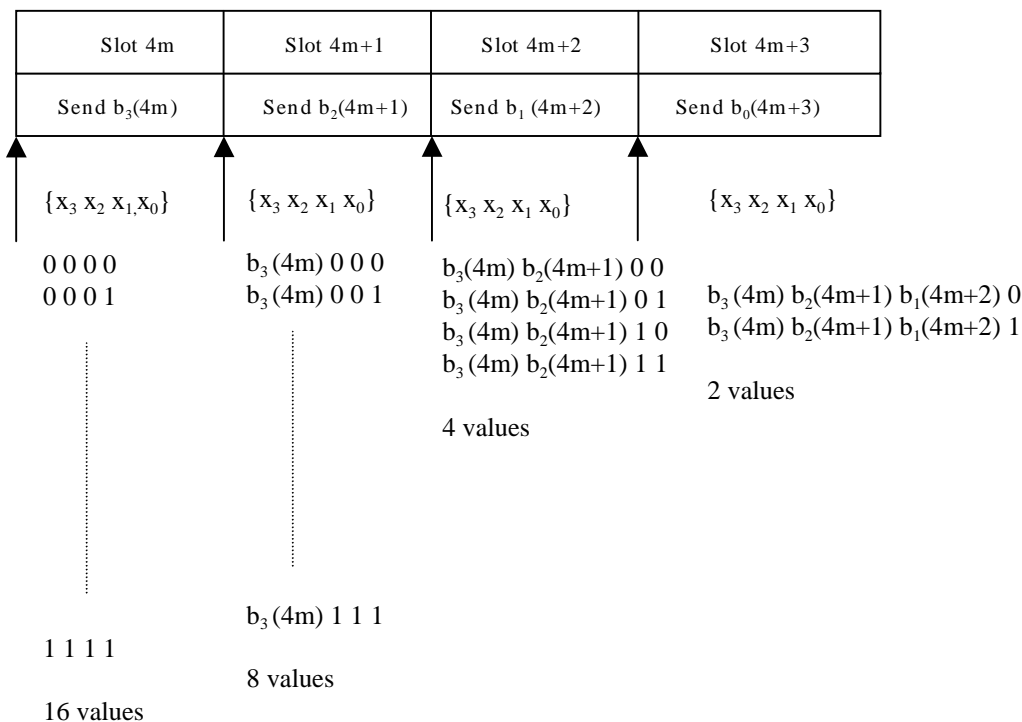 Slot 4m Slot 4m+1 Slot 4m+2 Slot 4m+3
Send b₃(4m) Send b₂(4m+1) Send b₁ (4m+2) Send b₀(4m+3)
{x₃ x₂ x₁,x₀} {x₃ x₂ x₁ x₀} {x₃ x₂ x₁ x₀} {x₃ x₂ x₁ x₀}
0 0 0 0
0 0 0 1
1 1 1 1
16 values
b₃(4m) 0 0 0
b₃(4m) 0 0 1
b₃(4m) 1 1 1
8 values
b₃(4m) b₂(4m+1) 0 0
b₃(4m) b₂(4m+1) 0 1
b₃(4m) b₂(4m+1) 1 0
b₃(4m) b₂(4m+1) 1 1
4 values
b₃(4m) b₂(4m+1) b₁(4m+2) 0
b₃(4m) b₂(4m+1) b₁(4m+2) 1
2 values